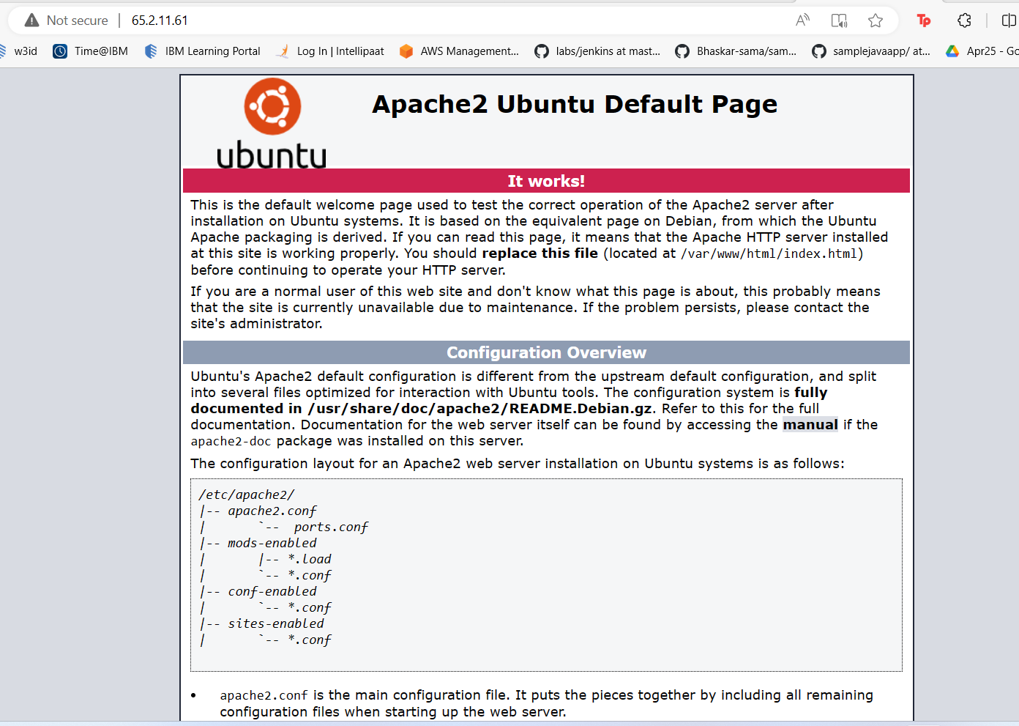 Not secure | 65.2.11.61
w3id Time@IBM IBM Learning Portal Log In | Intellipaat AWS Management... labs/jenkins at mast... Bhaskar-sama/sam... samplejavaapp/ at... Apr25 - Go
Apache2 Ubuntu Default Page
ubuntu
It works!
This is the default welcome page used to test the correct operation of the Apache2 server after
installation on Ubuntu systems. It is based on the equivalent page on Debian, from which the Ubuntu
Apache packaging is derived. If you can read this page, it means that the Apache HTTP server installed
at this site is working properly. You should replace this file (located at /var/www/html/index.html)
before continuing to operate your HTTP server.
If you are a normal user of this web site and don't know what this page is about, this probably means
that the site is currently unavailable due to maintenance. If the problem persists, please contact the
site's administrator.
Configuration Overview
Ubuntu's Apache2 default configuration is different from the upstream default configuration, and split
into several files optimized for interaction with Ubuntu tools. The configuration system is fully
documented in /usr/share/doc/apache2/README.Debian.gz. Refer to this for the full
documentation. Documentation for the web server itself can be found by accessing the manual if the
apache2-doc package was installed on this server.
The configuration layout for an Apache2 web server installation on Ubuntu systems is as follows:
/etc/apache2/
|-- apache2.conf
|       `--  ports.conf
|-- mods-enabled
|       |-- *.load
|       `-- *.conf
|-- conf-enabled
|       `-- *.conf
|-- sites-enabled
|       `-- *.conf
• apache2.conf is the main configuration file. It puts the pieces together by including all remaining
configuration files when starting up the web server.